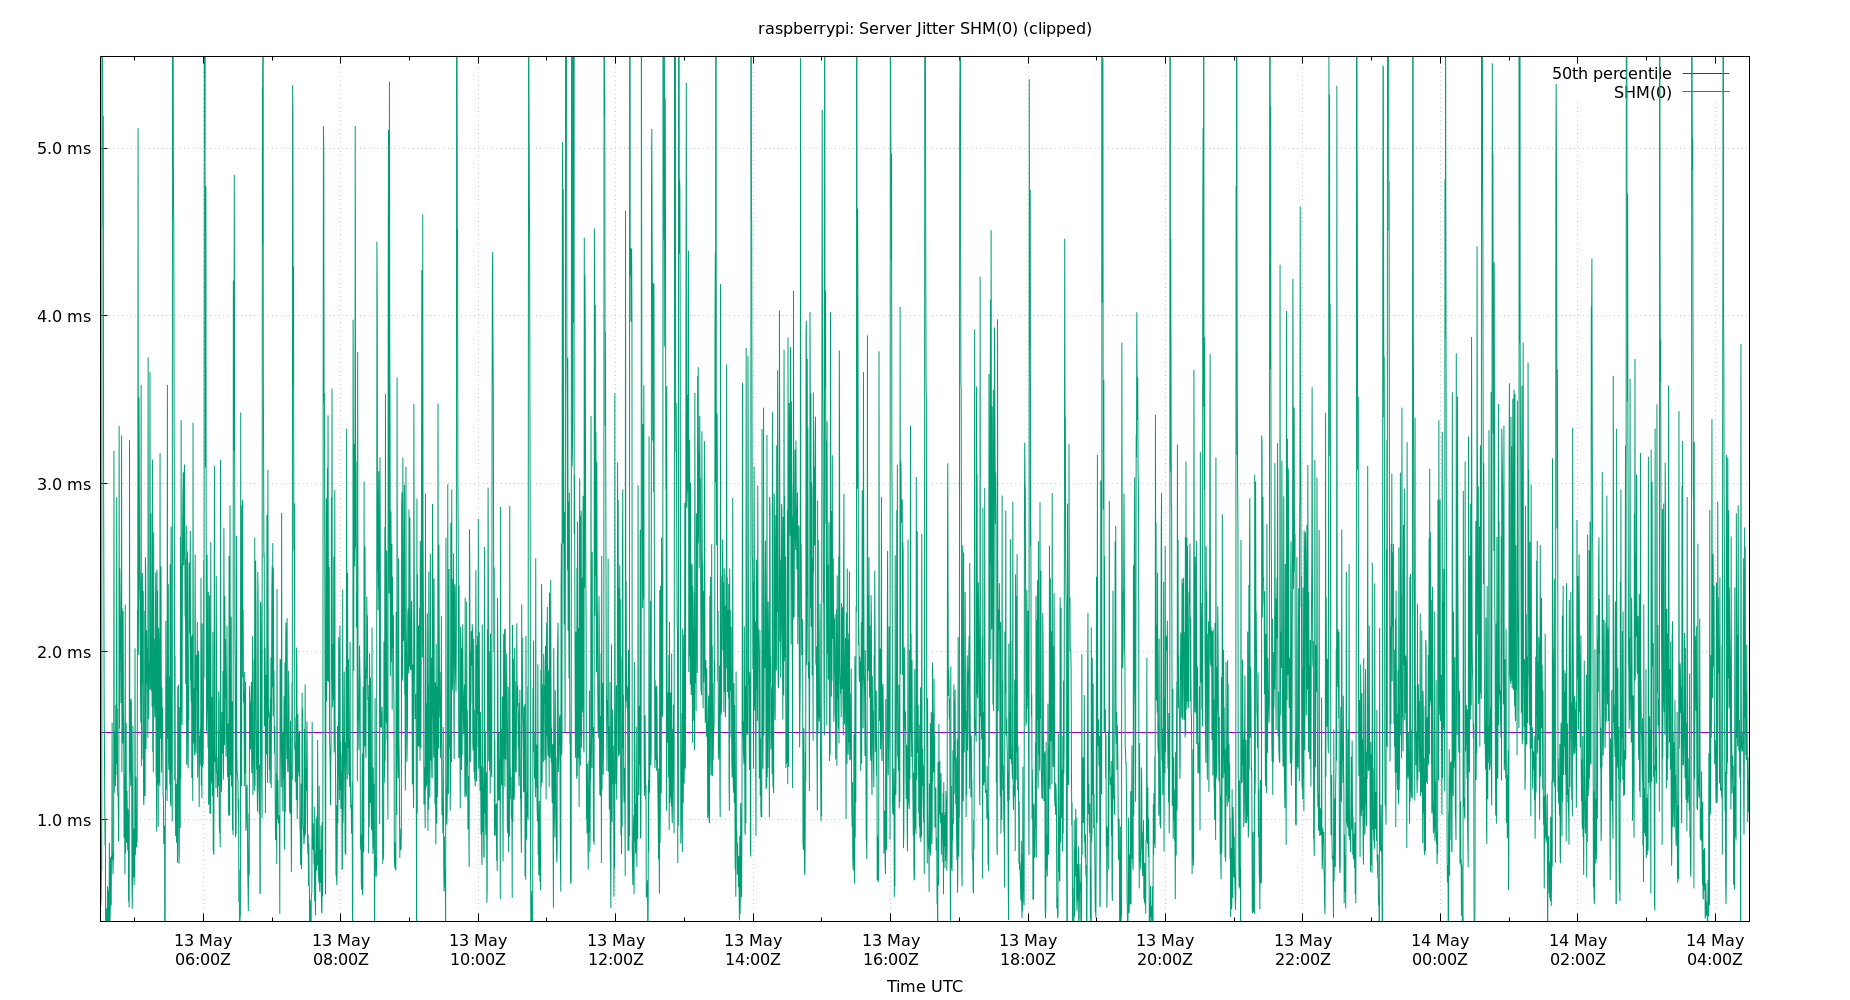 raspberrypi: Server Jitter SHM(0) (clipped)
50th percentile
SHM(0)
5.0 ms
4.0 ms
3.0 ms
2.0 ms
1.0 ms
13 May 13 May 13 May 13 May 13 May 13 May 13 May 13 May 13 May 14 May 14 May 14 May
06:00Z 08:00Z 10:00Z 12:00Z 14:00Z 16:00Z 18:00Z 20:00Z 22:00Z 00:00Z 02:00Z 04:00Z
Time UTC